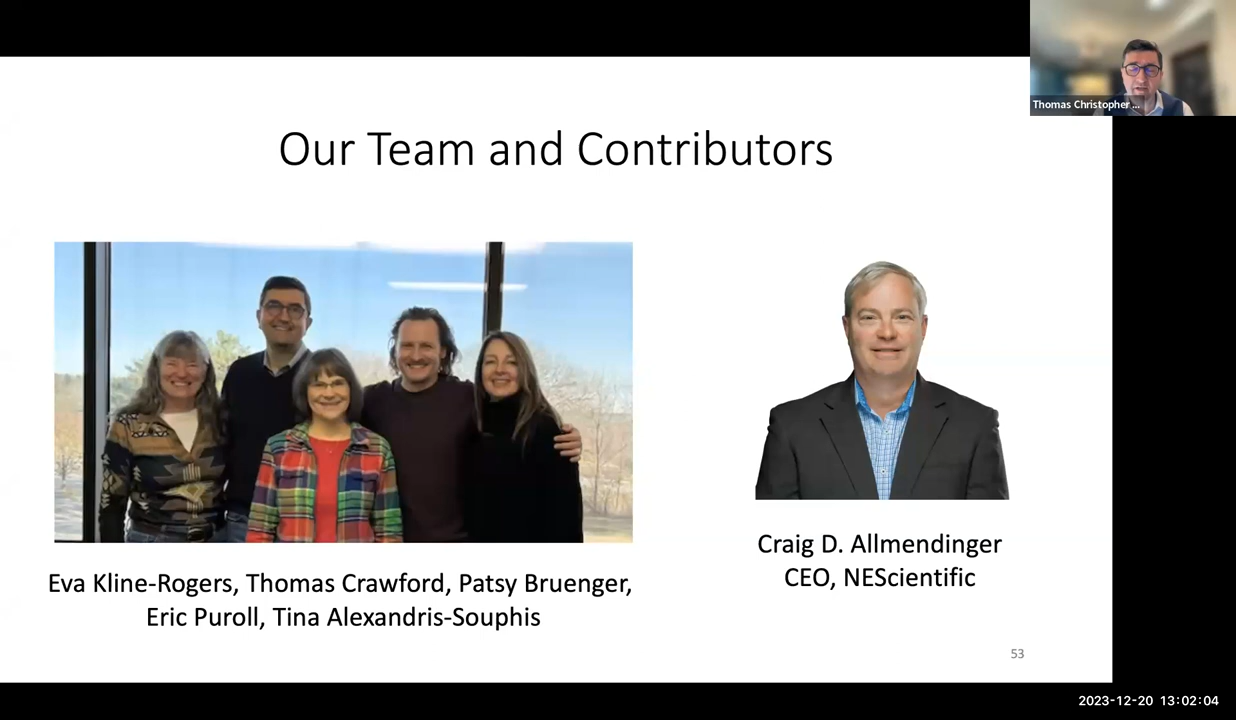 Thomas Christopher ...
Our Team and Contributors
Eva Kline-Rogers, Thomas Crawford, Patsy Bruenger,
Eric Puroll, Tina Alexandris-Souphis
Craig D. Allmendinger
CEO, NEScientific
53
2023-12-20 13:02:04